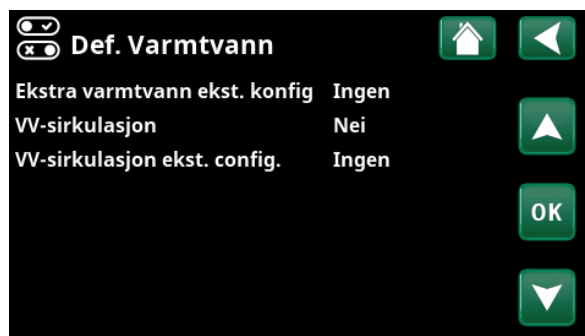 Def. Varmtvann
Ekstra varmtvann ekst. konfig Ingen
VV-sirkulasjon Nei
VV-sirkulasjon ekst. config. Ingen
OK